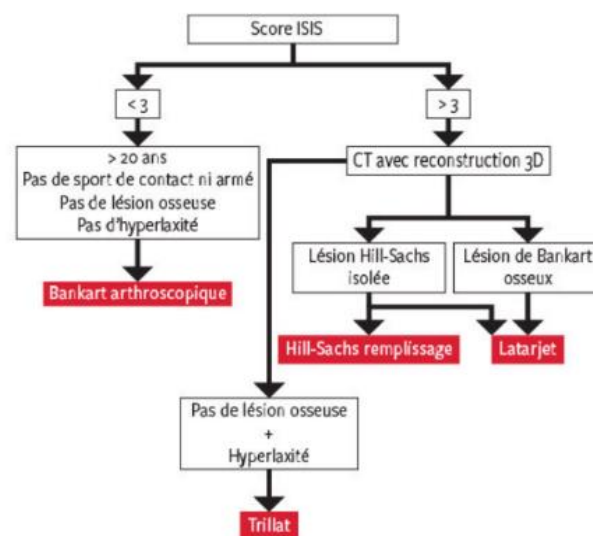 Score ISIS
< 3
> 3
> 20 ans
Pas de sport de contact ni armé
Pas de lésion osseuse
Pas d'hyperlaxité
CT avec reconstruction 3D
Lésion Hill-Sachs
isolée
Lésion de Bankart
osseux
Bankart arthroscopique
Hill-Sachs remplissage
Latarjet
Pas de lésion osseuse
+
Hyperlaxité
Trillat